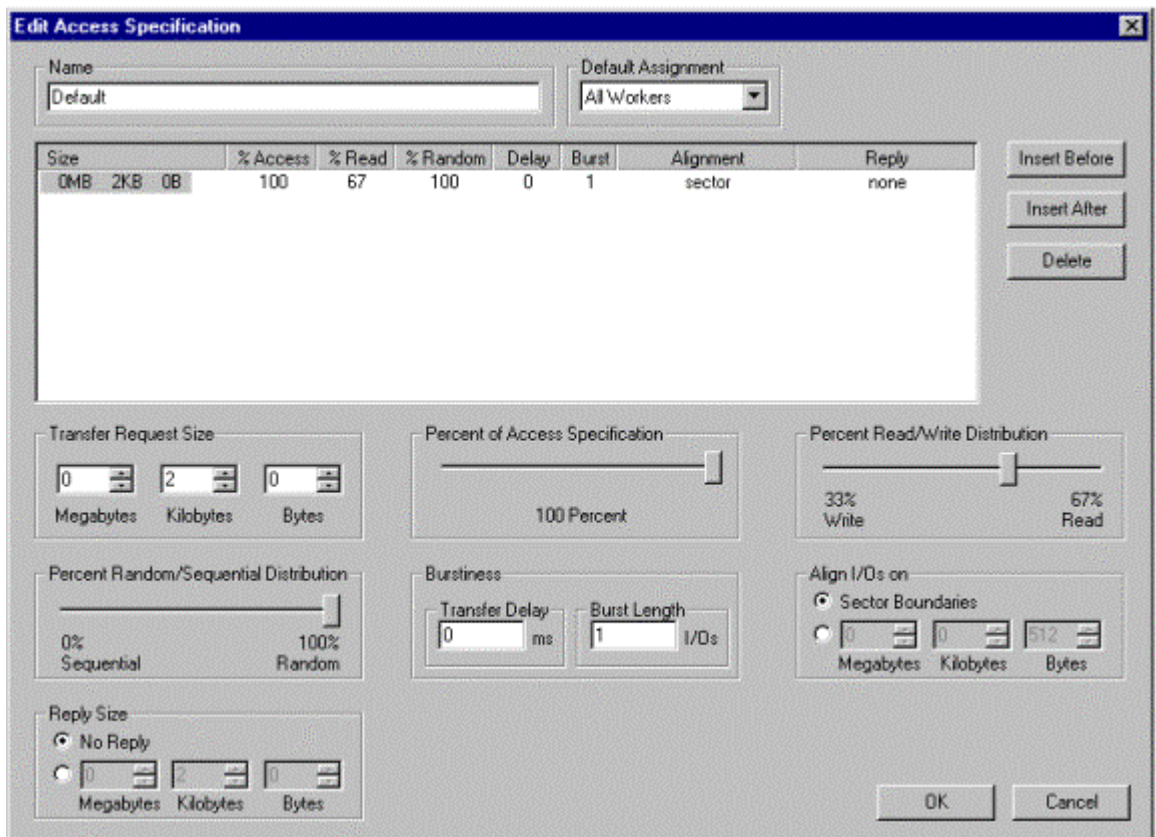 Edit Access Specification
Name
Default Assignment
Default
All Workers
Size % Access % Read % Random Delay Burst Alignment Reply
0MB 2KB 0B 100 67 100 0 1 sector none
Insert Before
Insert After
Delete
Transfer Request Size
0 2 0
Megabytes Kilobytes Bytes
Percent of Access Specification
100 Percent
Percent Read/Write Distribution
33% 67%
Write Read
Percent Random/Sequential Distribution
0% 100%
Sequential Random
Burstiness
Transfer Delay Burst Length
0 ms 1 I/Os
Align I/Os on
Sector Boundaries
0 0 512
Megabytes Kilobytes Bytes
Reply Size
No Reply
0 2 0
Megabytes Kilobytes Bytes
OK Cancel